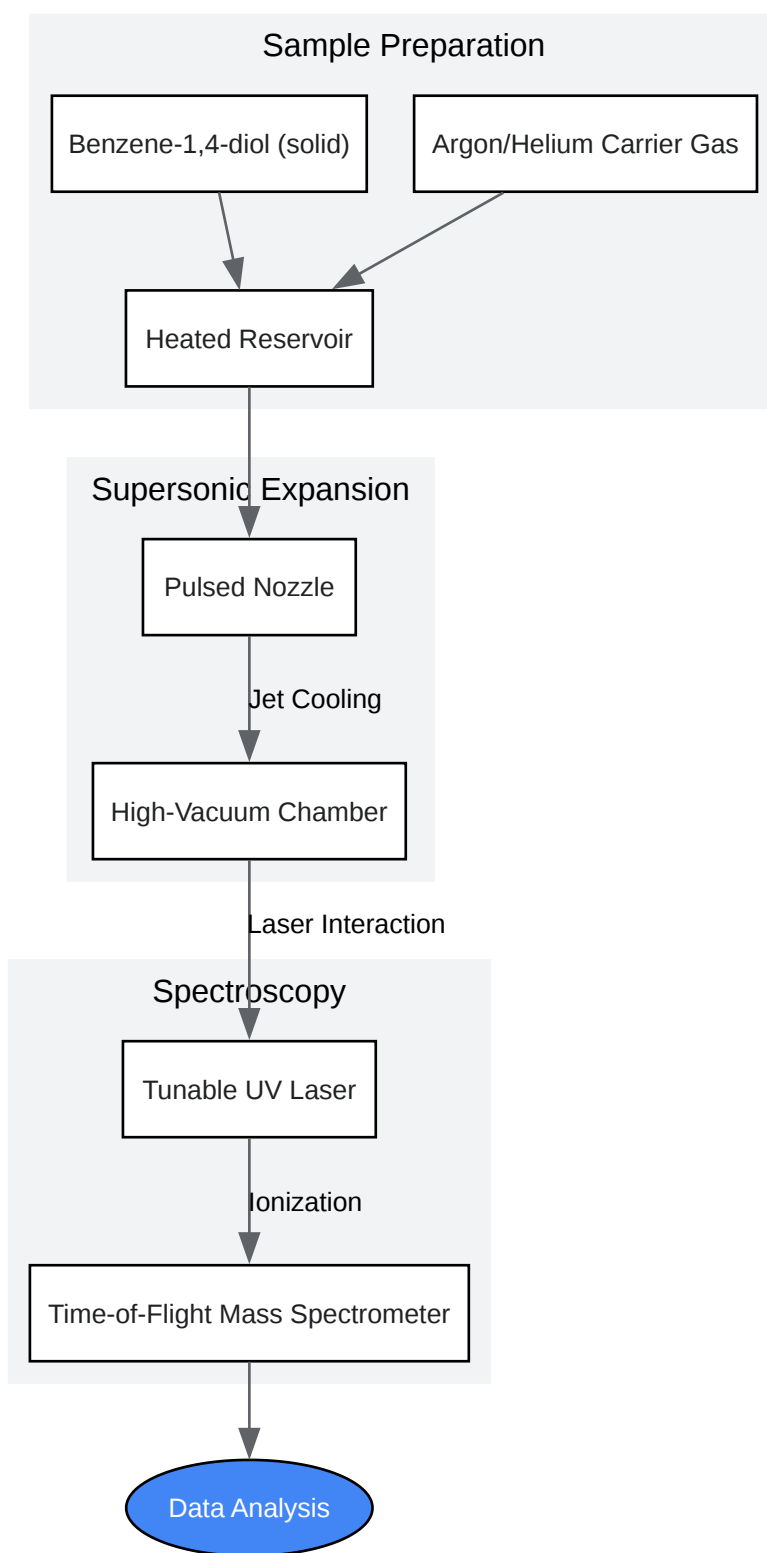 Sample Preparation
Benzene-1,4-diol (solid)
Argon/Helium Carrier Gas
Heated Reservoir
Supersonic Expansion
Pulsed Nozzle
Jet Cooling
High-Vacuum Chamber
Laser Interaction
Spectroscopy
Tunable UV Laser
Ionization
Time-of-Flight Mass Spectrometer
Data Analysis